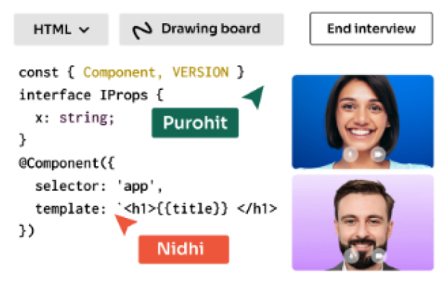 HTML
Drawing board
End interview
const { Component, VERSION }
interface IProps {
x: string;
Purohit
}
@Component({
selector: 'app',
template: `<h1>{{title}} </h1>
})
Nidhi